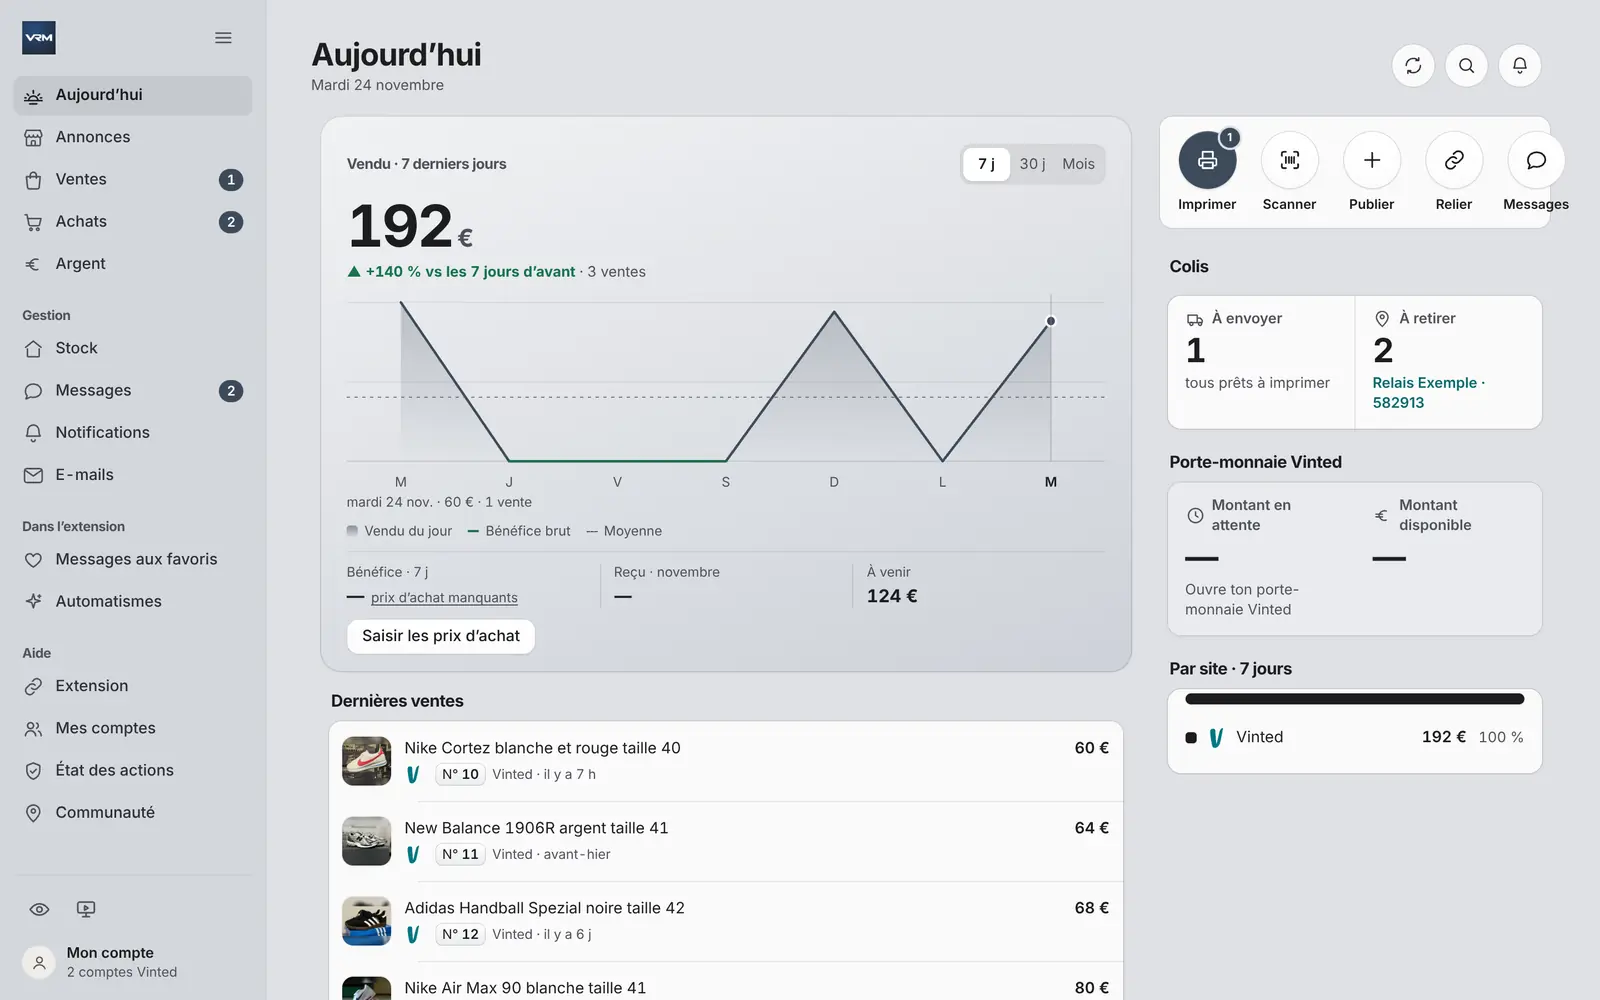 VRM
Aujourd’hui
Annonces
Ventes 1
Achats 2
Argent
Gestion
Stock
Messages 2
Notifications
E-mails
Dans l’extension
Messages aux favoris
Automatismes
Aide
Extension
Mes comptes
État des actions
Communauté
Mon compte
2 comptes Vinted
Aujourd’hui
Mardi 24 novembre
Vendu · 7 derniers jours
7 j 30 j Mois
192 €
▲ +140 % vs les 7 jours d’avant · 3 ventes
M J V S D L M
mardi 24 nov. · 60 € · 1 vente
Vendu du jour Bénéfice brut Moyenne
Bénéfice · 7 j
— prix d’achat manquants
Reçu · novembre
—
À venir
124 €
Saisir les prix d’achat
Dernières ventes
Nike Cortez blanche et rouge taille 40 60 €
N° 10 Vinted · il y a 7 h
New Balance 1906R argent taille 41 64 €
N° 11 Vinted · avant-hier
Adidas Handball Spezial noire taille 42 68 €
N° 12 Vinted · il y a 6 j
Nike Air Max 90 blanche taille 41 80 €
1
Imprimer Scanner Publier Relier Messages
Colis
À envoyer
1
tous prêts à imprimer
À retirer
2
Relais Exemple ·
582913
Porte-monnaie Vinted
Montant en
attente
—
Ouvre ton porte-
monnaie Vinted
Montant
disponible
—
Par site · 7 jours
Vinted 192 € 100 %